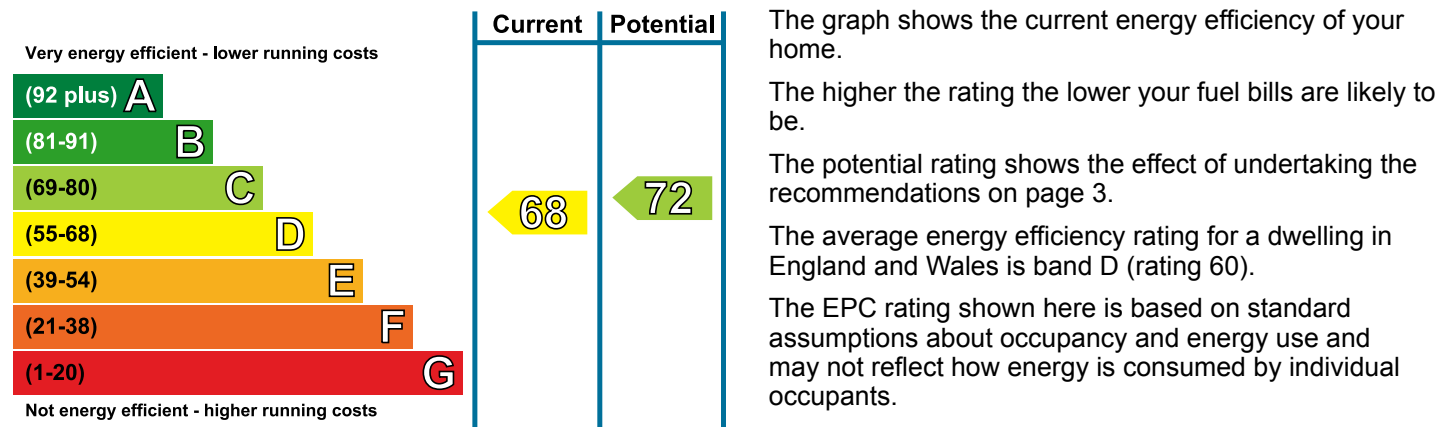 Current Potential
Very energy efficient - lower running costs
(92 plus) A
(81-91) B
(69-80) C
(55-68) D
(39-54) E
(21-38) F
(1-20) G
Not energy efficient - higher running costs
68
72
The graph shows the current energy efficiency of your
home.
The higher the rating the lower your fuel bills are likely to
be.
The potential rating shows the effect of undertaking the
recommendations on page 3.
The average energy efficiency rating for a dwelling in
England and Wales is band D (rating 60).
The EPC rating shown here is based on standard
assumptions about occupancy and energy use and
may not reflect how energy is consumed by individual
occupants.